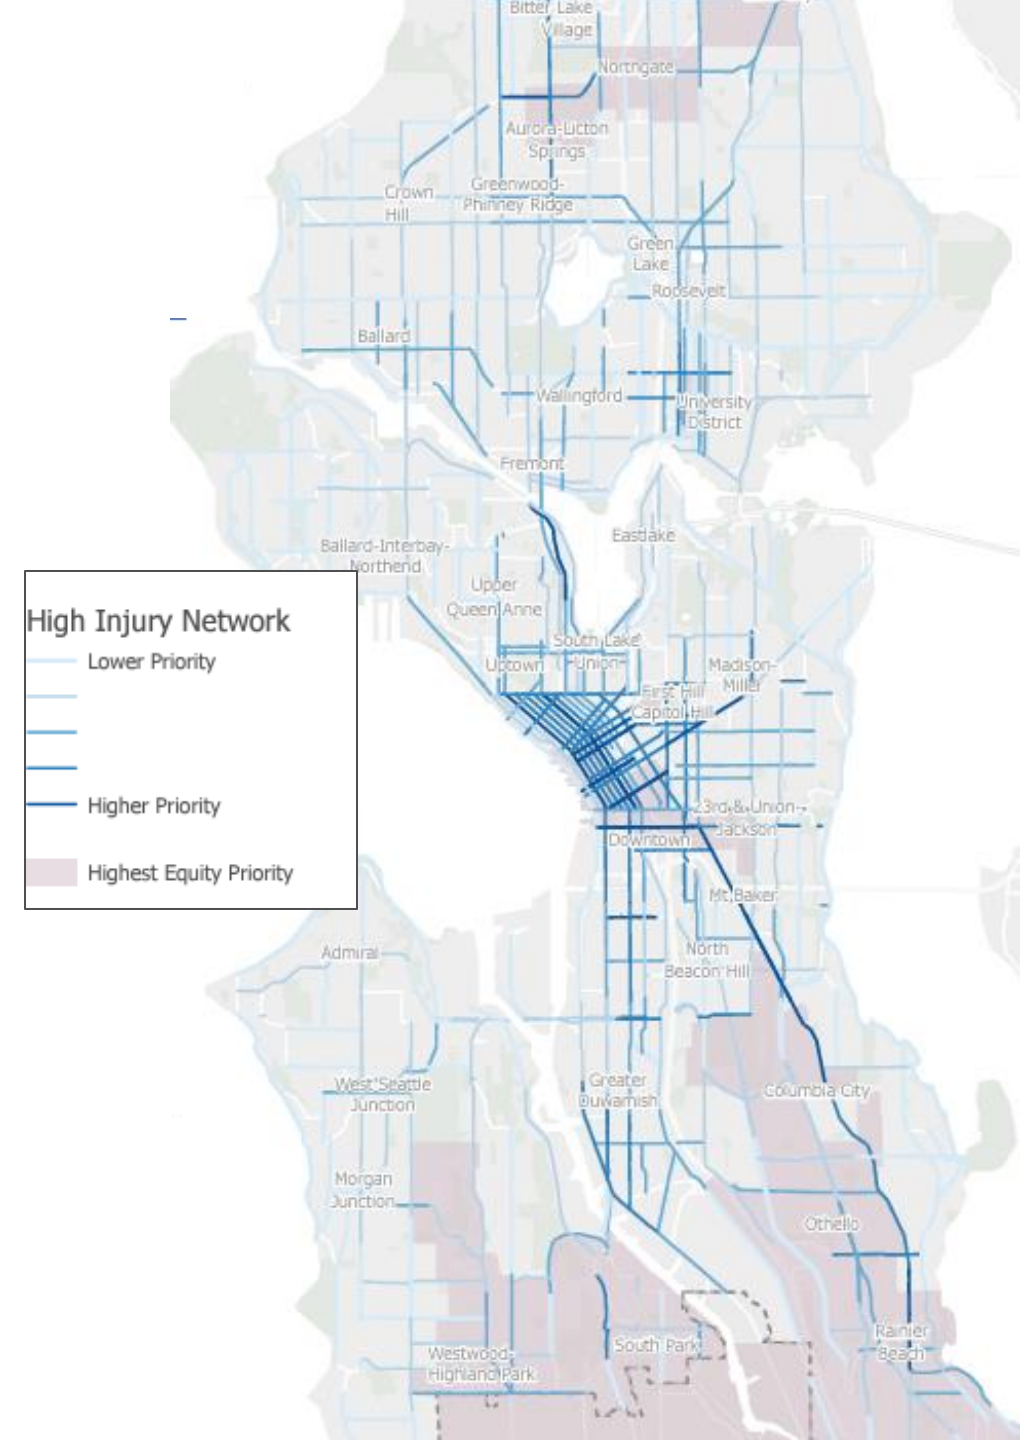 Bitter Lake
Village
Northgate
Aurora-Licton
Springs
Crown
Hill
Greenwood-
Phinney Ridge
Green
Lake
Roosevelt
Ballard
Wallingford
University
District
Fremont
Eastlake
Ballard-Interbay-
Northend
Upper
Queen Anne
High Injury Network
Lower Priority
Higher Priority
Highest Equity Priority
South Lake
Union
Uptown
Madison-
Miller
First Hill
Capitol Hill
23rd & Union-
Jackson
Downtown
Mt Baker
Admiral
North
Beacon Hill
West Seattle
Junction
Greater
Duwamish
Columbia City
Morgan
Junction
Othello
Rainier
Beach
South Park
Westwood-
Highland Park